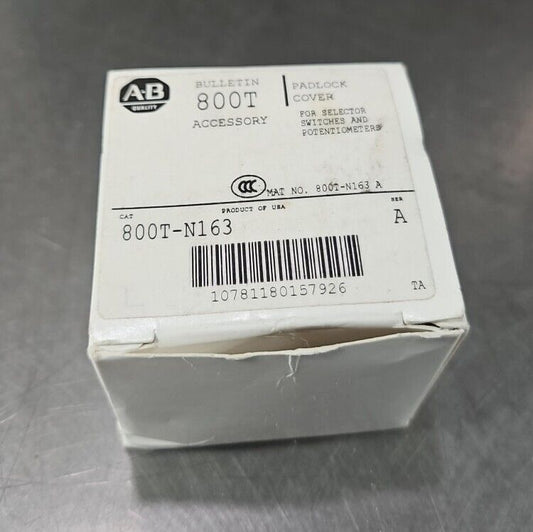 A-B
QUALITY
BULLETIN
800T
ACCESSORY
PADLOCK
COVER
FOR SELECTOR
SWITCHES AND
POTENTIOMETERS
CCC
MAT NO. 800T-N163 A
PRODUCT OF USA
CAT
SER
800T-N163
A
10781180157926
TA